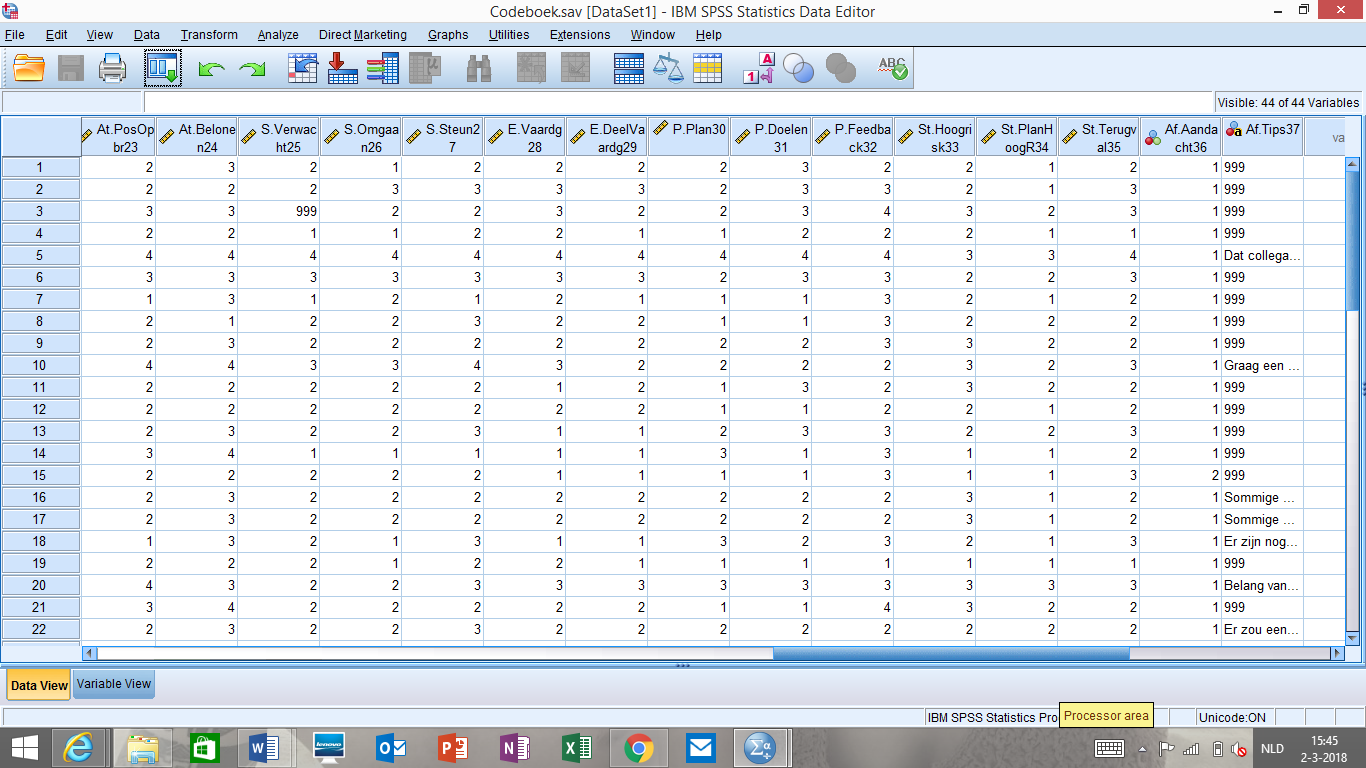 Codeboek.sav [DataSet1] - IBM SPSS Statistics Data Editor
File Edit View Data Transform Analyze Direct Marketing Graphs Utilities Extensions Window Help
Visible: 44 of 44 Variables
At.PosOpbr23 At.Belonen24 S.Verwacht25 S.Omgaan26 S.Steun27 E.Vaardg28 E.DeelVaardg29 P.Plan30 P.Doelen31 P.Feedback32 St.Hoogrisk33 St.PlanHoogR34 St.Terugval35 Af.Aandacht36 Af.Tips37 va
1 2 3 2 1 2 2 2 2 3 2 2 1 2 1 999
2 2 2 2 3 3 3 3 2 3 3 2 1 3 1 999
3 3 3 999 2 2 3 2 2 3 4 3 2 3 1 999
4 2 2 1 1 2 2 1 1 2 2 2 1 1 1 999
5 4 4 4 4 4 4 4 4 4 4 3 3 4 1 Dat collega...
6 3 3 3 3 3 3 3 2 3 3 3 2 3 1 999
7 1 3 1 2 1 2 1 1 1 3 2 1 2 1 999
8 2 1 2 2 3 2 2 1 1 3 2 2 2 1 999
9 2 3 2 2 2 2 2 2 2 3 3 2 2 1 999
10 4 4 3 3 4 3 2 2 2 2 3 2 3 1 Graag een ...
11 2 2 2 2 2 1 2 1 3 2 3 2 2 1 999
12 2 2 2 2 2 2 2 1 1 2 2 1 2 1 999
13 2 3 2 2 3 1 1 2 3 3 2 2 3 1 999
14 3 4 1 1 1 1 1 3 1 3 1 1 2 1 999
15 2 2 2 2 2 1 1 1 1 3 1 1 3 2 999
16 2 3 2 2 2 2 2 2 2 2 3 1 2 1 Sommige ...
17 2 3 2 2 2 2 2 2 2 2 3 1 2 1 Sommige ...
18 1 3 2 1 3 1 1 3 2 3 2 1 3 1 Er zijn nog...
19 2 2 2 1 2 2 1 1 1 1 1 1 1 1 999
20 4 3 2 2 3 3 3 3 3 3 3 3 3 1 Belang van...
21 3 4 2 2 2 2 2 1 1 4 3 2 2 1 999
22 2 3 2 2 3 2 2 2 2 2 2 2 2 1 Er zou een...
Data View Variable View
IBM SPSS Statistics Pro Processor area Unicode:ON
NLD 15:45
2-3-2018